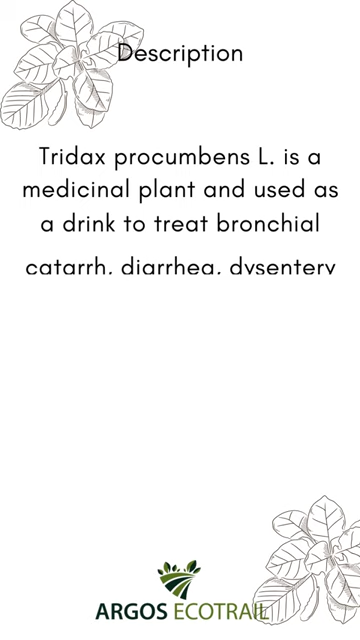 Description
Tridax procumbens L. is a
medicinal plant and used as
a drink to treat bronchial
catarrh, diarrhea, dysentery
ARGOS ECOTRAIL